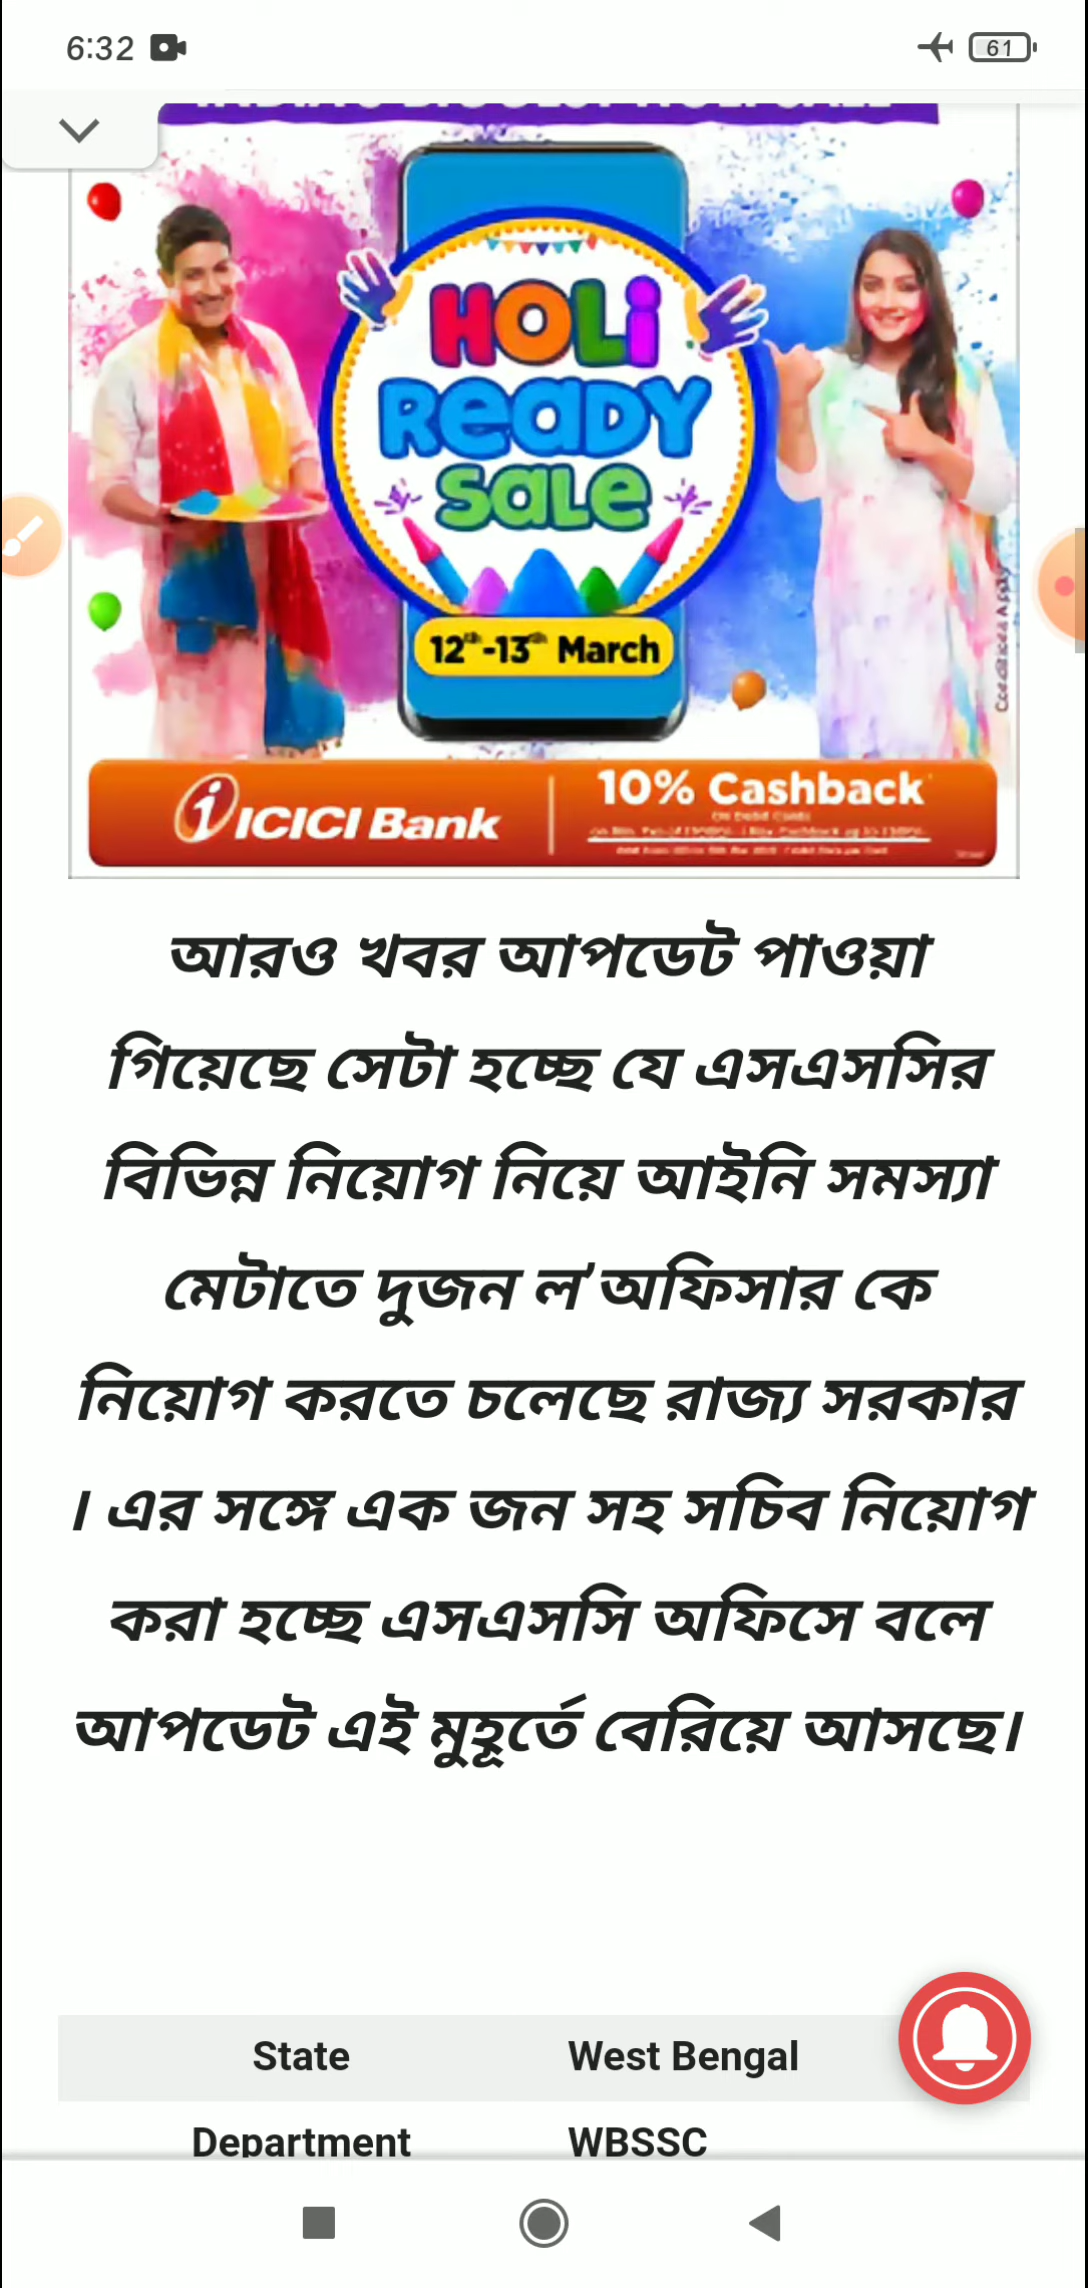 6:32
61
HOLI
READY
SALE
12th-13th March
ICICI Bank
10% Cashback
আরও খবর আপডেট পাওয়া
গিয়েছে সেটা হচ্ছে যে এসএসসির
বিভিন্ন নিয়োগ নিয়ে আইনি সমস্যা
মেটাতে দুজন ল'অফিসার কে
নিয়োগ করতে চলেছে রাজ্য সরকার
। এর সঙ্গে এক জন সহ সচিব নিয়োগ
করা হচ্ছে এসএসসি অফিসে বলে
আপডেট এই মুহূর্তে বেরিয়ে আসছে।
State West Bengal
Department WBSSC